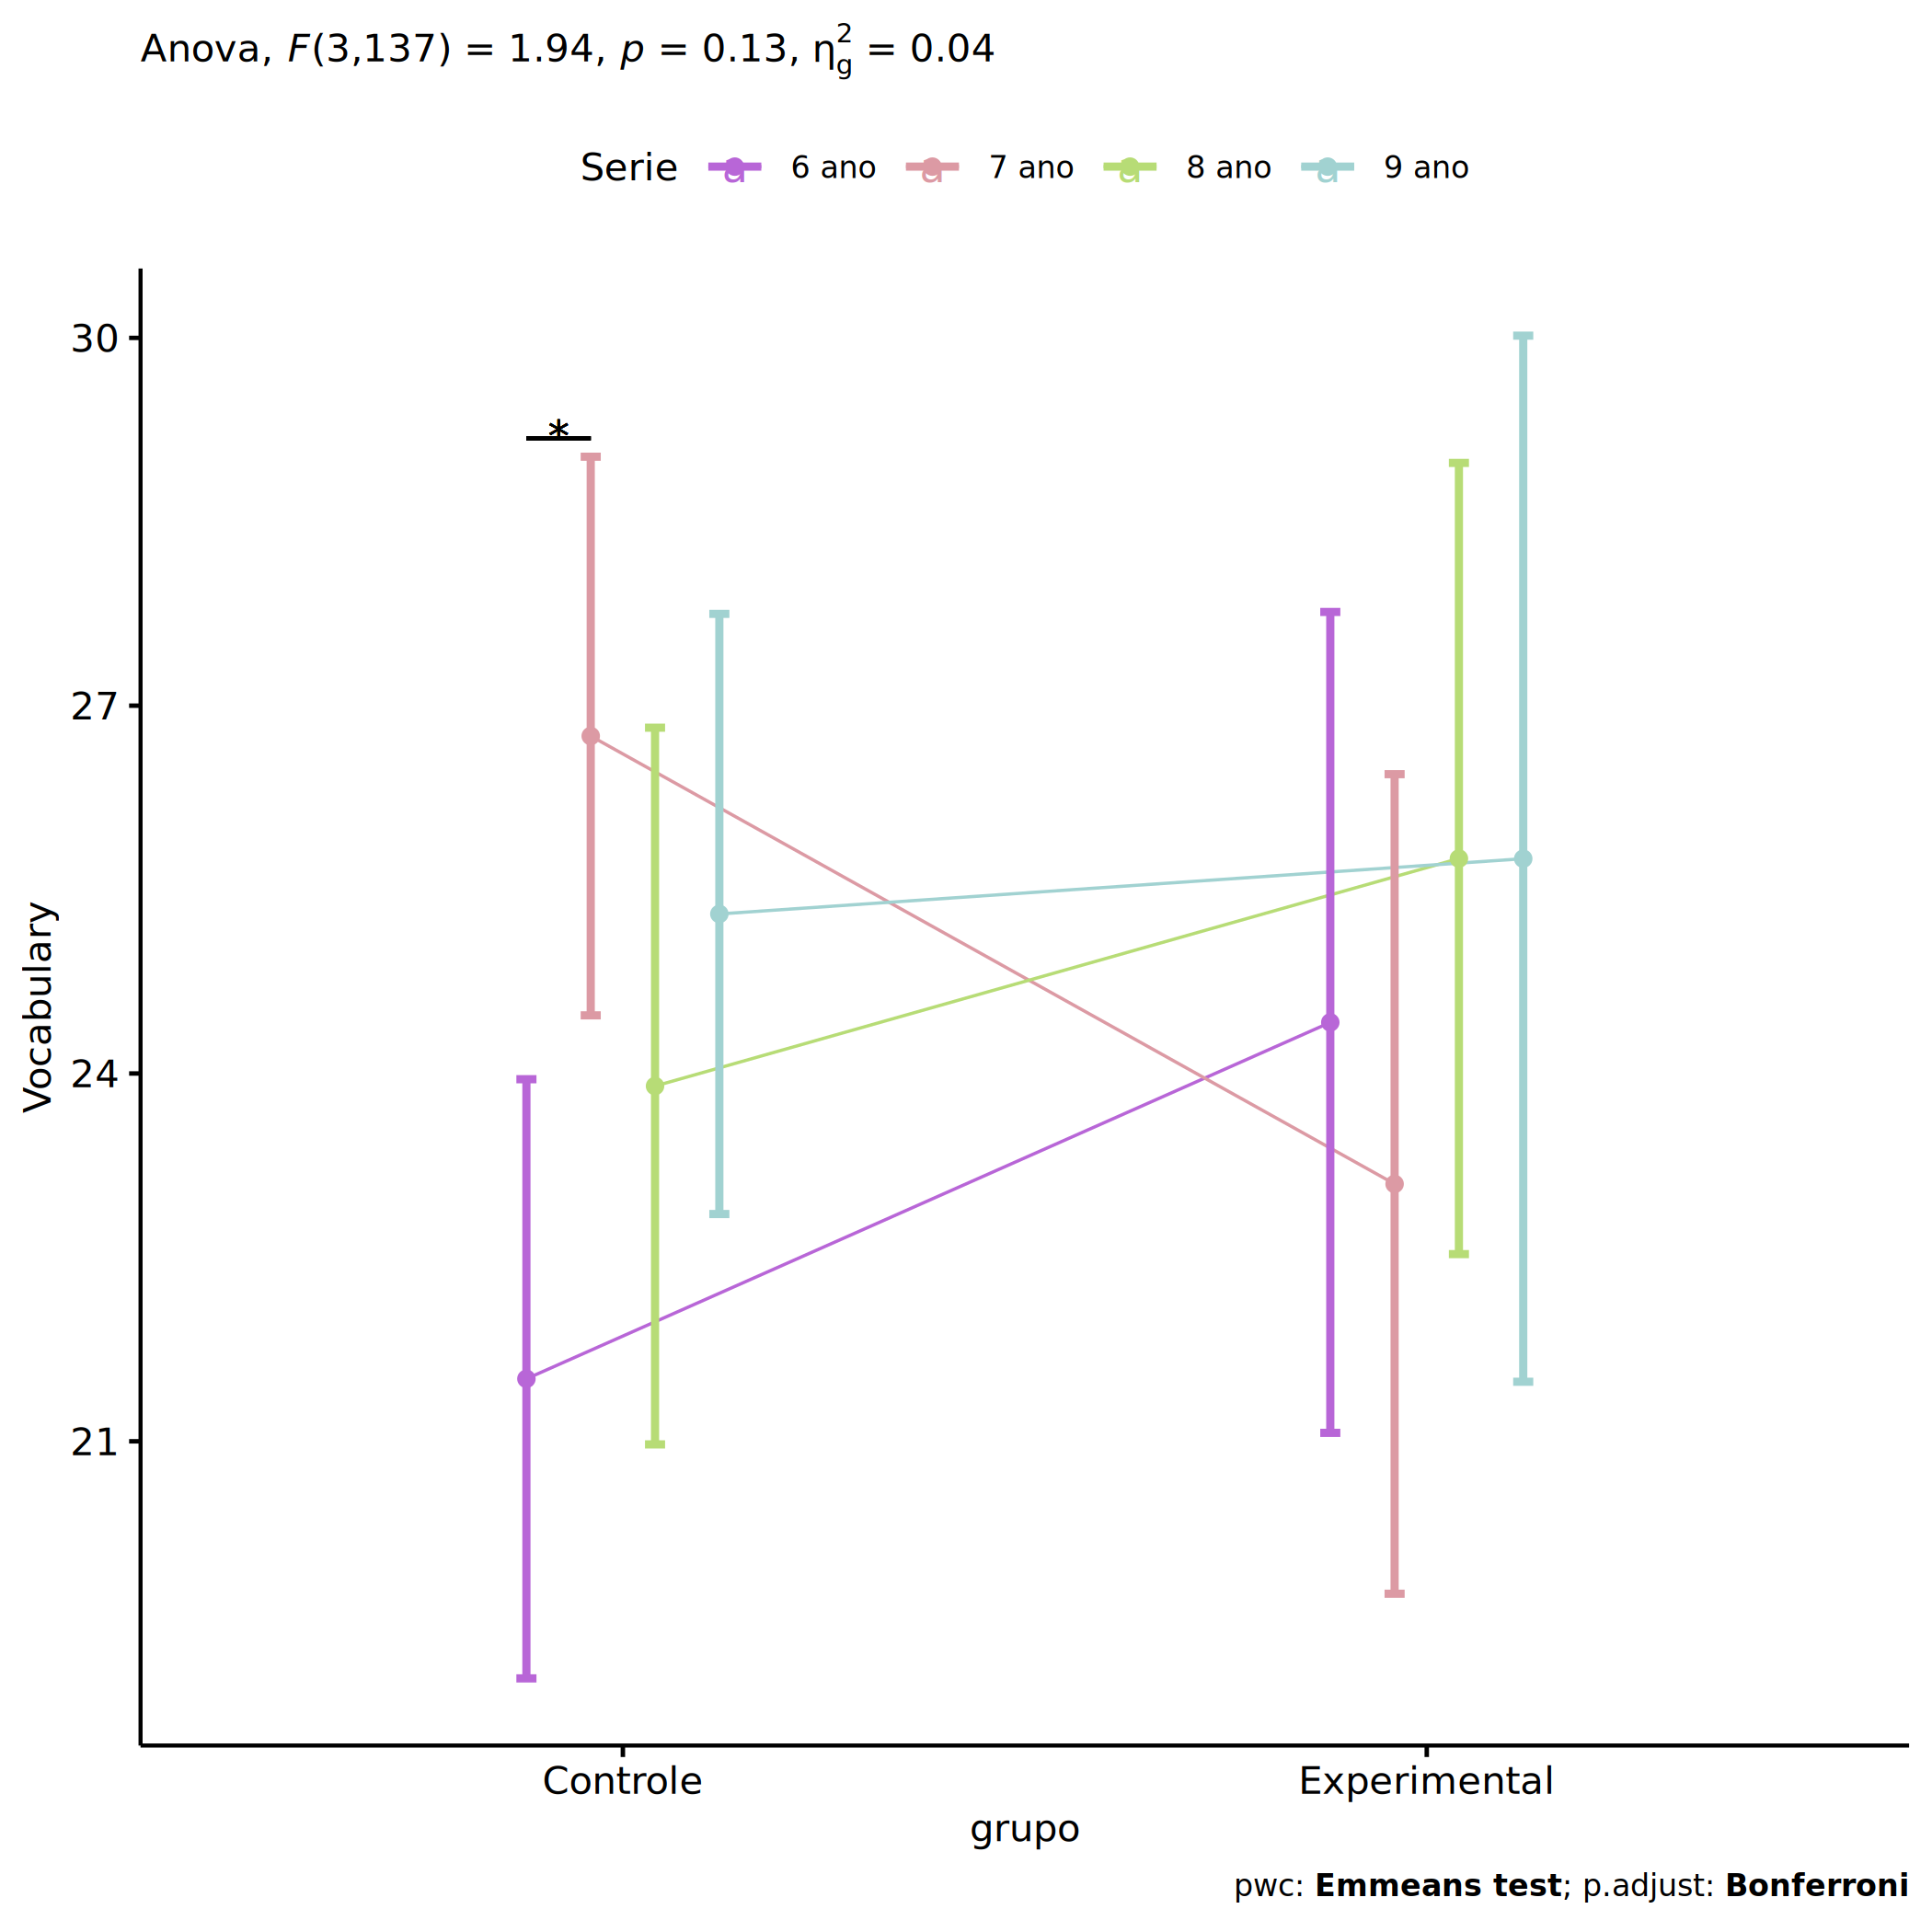 Anova, F(3,137) = 1.94, p = 0.13, η²g = 0.04
Serie a 6 ano a 7 ano a 8 ano a 9 ano
30
*
27
24
21
Vocabulary
Controle Experimental
grupo
pwc: Emmeans test; p.adjust: Bonferroni